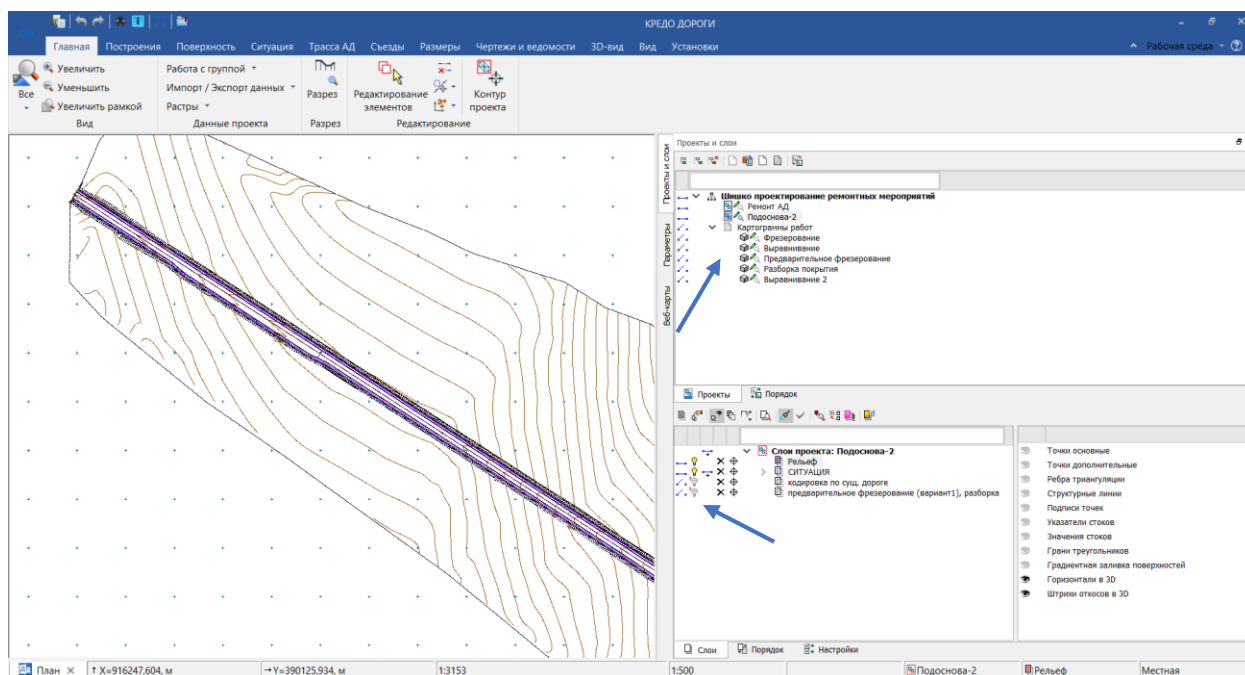 КРЕДО ДОРОГИ
Главная Построения Поверхность Ситуация Трасса АД Съезды Размеры Чертежи и ведомости 3D-вид Вид Установки Рабочая среда
Все
Увеличить
Уменьшить
Увеличить рамкой
Вид
Работа с группой
Импорт / Экспорт данных
Растры
Данные проекта
Разрез
Разрез
Редактирование элементов
Контур проекта
Редактирование
Проекты и слои
Параметры
Веб-карты
Проекты и слои
Шишко проектирование ремонтных мероприятий
Ремонт АД
Подоснова-2
Картограммы работ
Фрезерование
Выравнивание
Предварительное фрезерование
Разборка покрытия
Выравнивание 2
Проекты Порядок
Слои проекта: Подоснова-2
Рельеф
СИТУАЦИЯ
кодировка по сущ. дороге
предварительное фрезерование (вариант1), разборка
Точки основные
Точки дополнительные
Ребра триангуляции
Структурные линии
Подписи точек
Указатели стоков
Значения стоков
Грани треугольников
Градиентная заливка поверхностей
Горизонтали в 3D
Штрихи откосов в 3D
Слои Порядок Настройки
План X=916247,604, м Y=390125,934, м 1:3153 1:500 Подоснова-2 Рельеф Местная